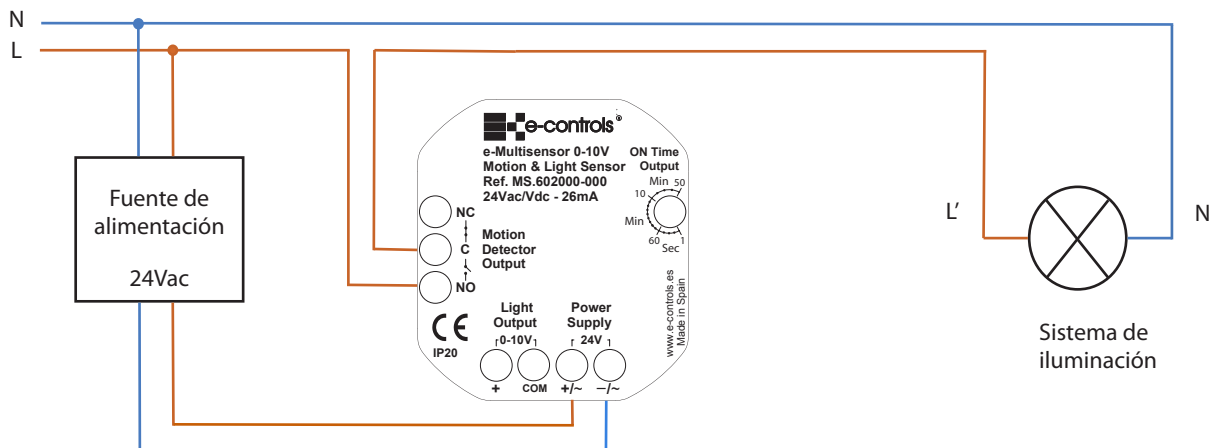 N
L
e-controls®
e-Multisensor 0-10V
Motion & Light Sensor
Ref. MS.602000-000
24Vac/Vdc - 26mA
ON Time
Output
Min 50
10
Min
60
Sec
1
NC
C
NO
Motion
Detector
Output
Light
Output
0-10V
+
COM
Power
Supply
24V
+/~
−/~
CE
IP20
www.e-controls.es
Made in Spain
Fuente de
alimentación
24Vac
L’
N
Sistema de
iluminación